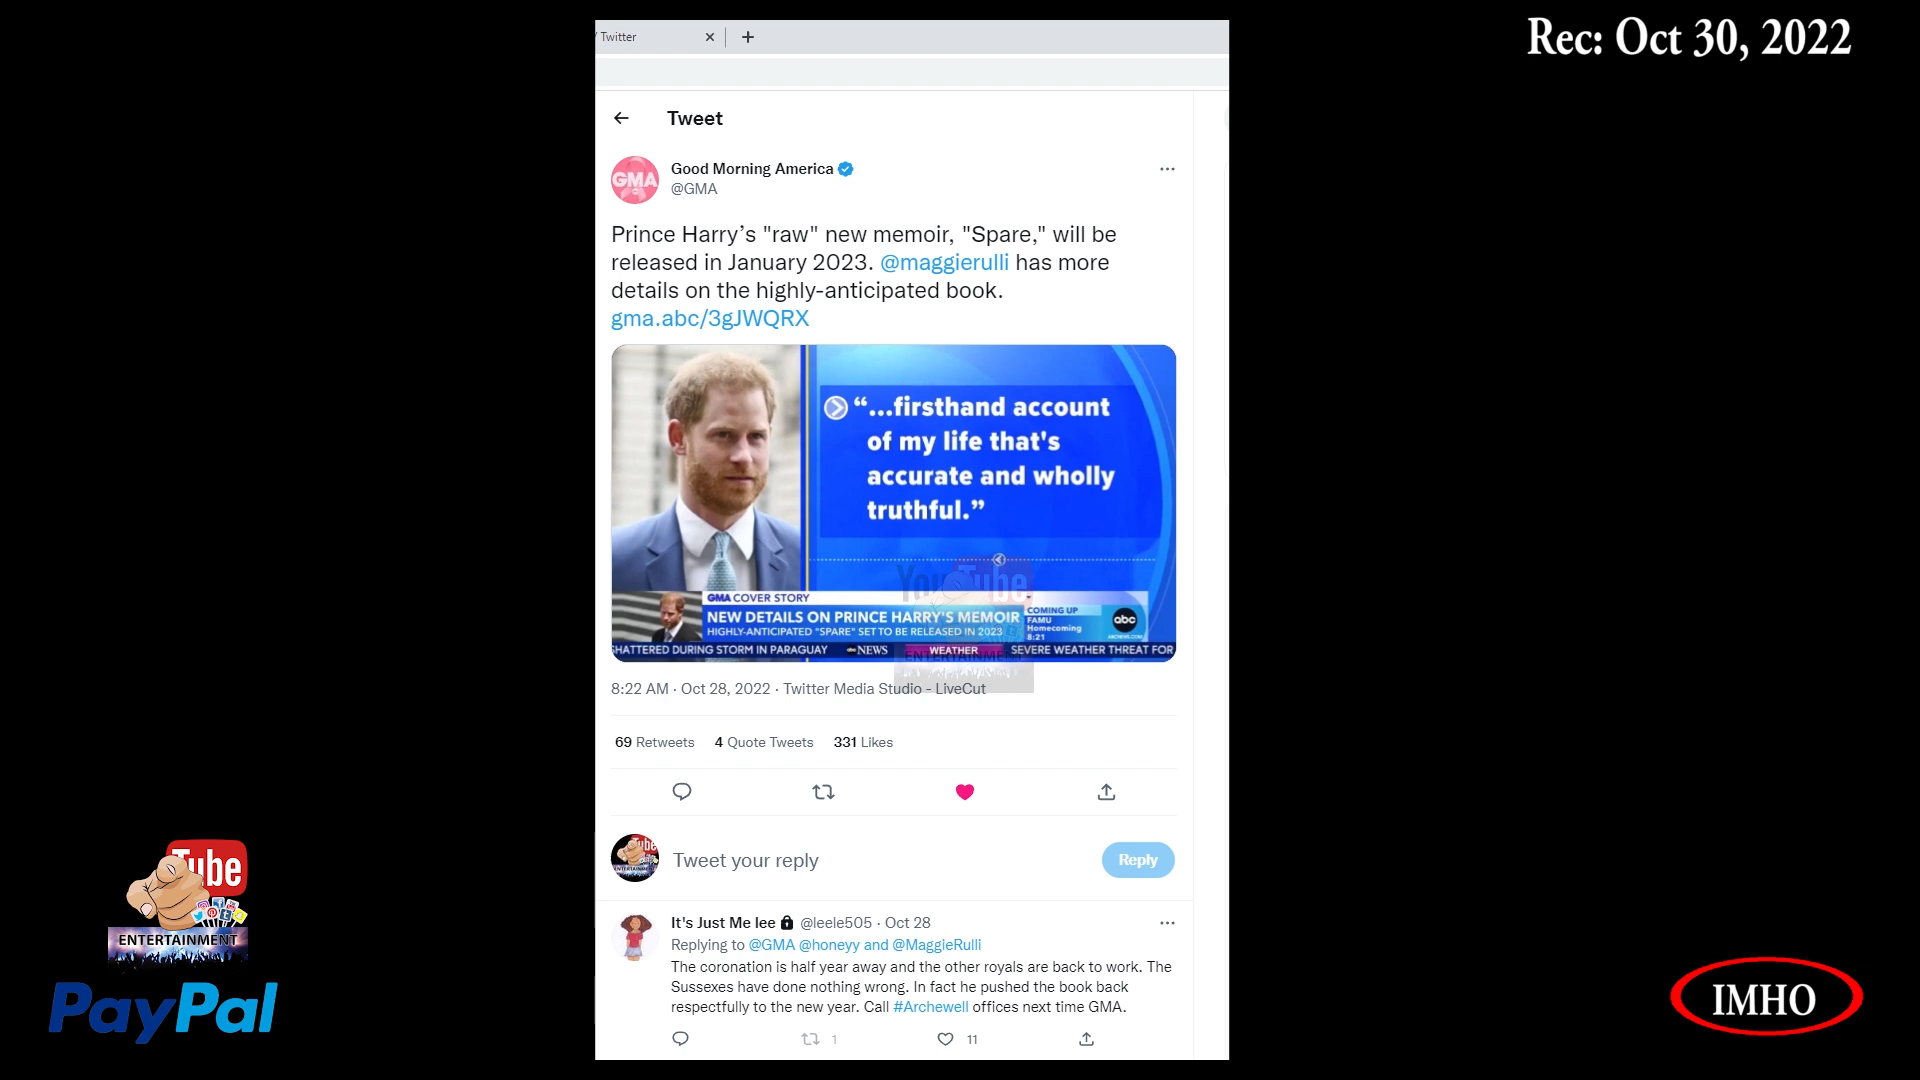 / Twitter
Rec: Oct 30, 2022
Tweet
GMA
Good Morning America
@GMA
Prince Harry’s "raw" new memoir, "Spare," will be
released in January 2023. @maggierulli has more
details on the highly-anticipated book.
gma.abc/3gJWQRX
“...firsthand account
of my life that's
accurate and wholly
truthful.”
YouTube
GMA COVER STORY
NEW DETAILS ON PRINCE HARRY'S MEMOIR
HIGHLY-ANTICIPATED "SPARE" SET TO BE RELEASED IN 2023
COMING UP
FAMU
Homecoming
8:21
abc
ABCNEWS.COM
HATTERED DURING STORM IN PARAGUAY abc NEWS WEATHER SEVERE WEATHER THREAT FOR
ENTERTAINMENT
8:22 AM · Oct 28, 2022 · Twitter Media Studio - LiveCut
69 Retweets 4 Quote Tweets 331 Likes
Tweet your reply
Reply
It's Just Me lee @leele505 · Oct 28
Replying to @GMA @honeyy and @MaggieRulli
The coronation is half year away and the other royals are back to work. The
Sussexes have done nothing wrong. In fact he pushed the book back
respectfully to the new year. Call #Archewell offices next time GMA.
1
11
Tube
ENTERTAINMENT
PayPal
IMHO